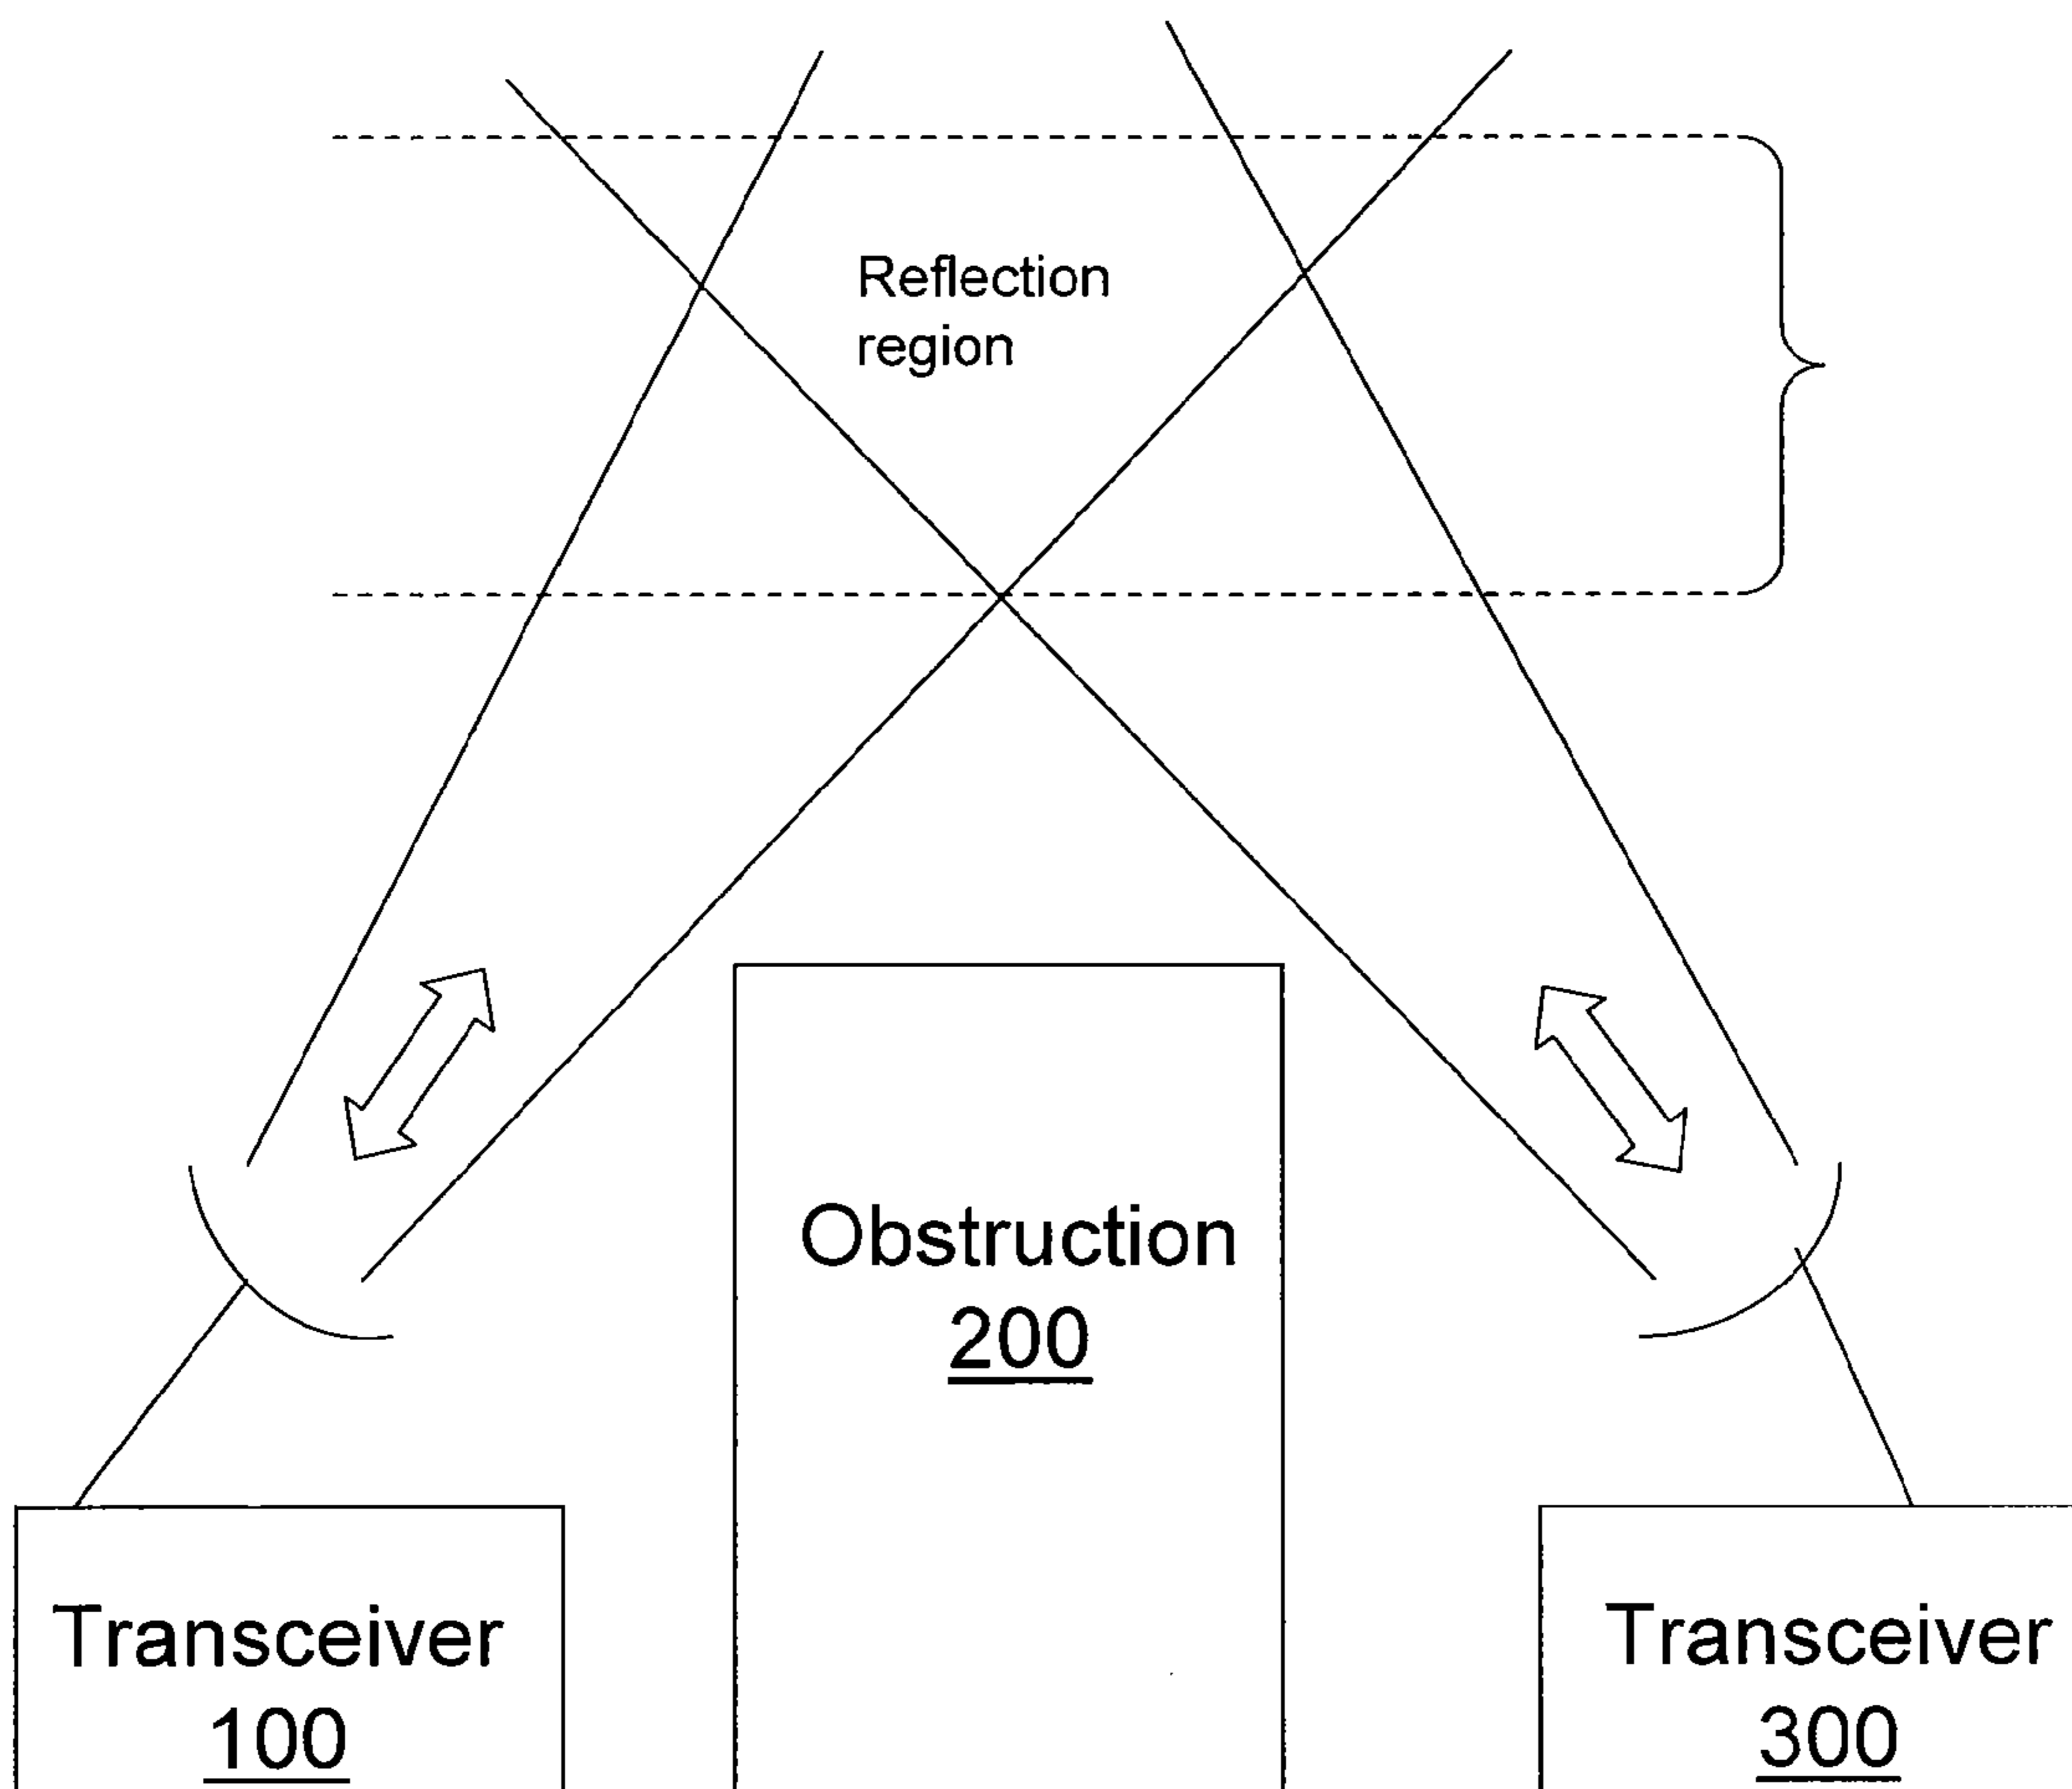 Reflection
region
Obstruction
200
Transceiver
100
Transceiver
300